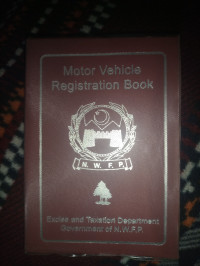 Motor Vehicle
Registration Book
N. W. F. P.
Excise and Taxation Department
Government of N.W.F.P.